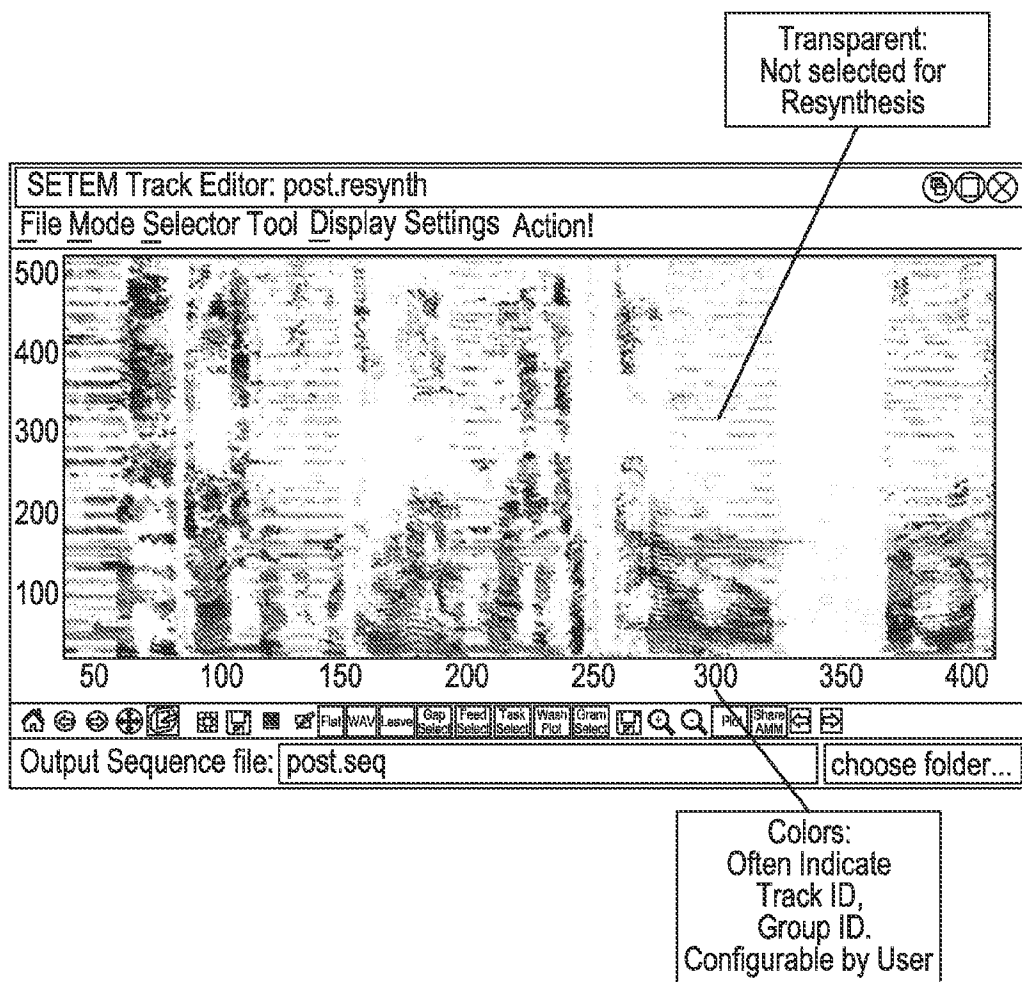 Transparent:
Not selected for
Resynthesis
SETEM Track Editor: post.resynth
File Mode Selector Tool Display Settings Action!
500
400
300
200
100
50 100 150 200 250 300 350 400
Flat WAV Leave Gap Select Feed Select Task Select Wash Plot Gram Select Plot Share AMM
Output Sequence file: post.seq choose folder...
Colors:
Often Indicate
Track ID,
Group ID.
Configurable by User